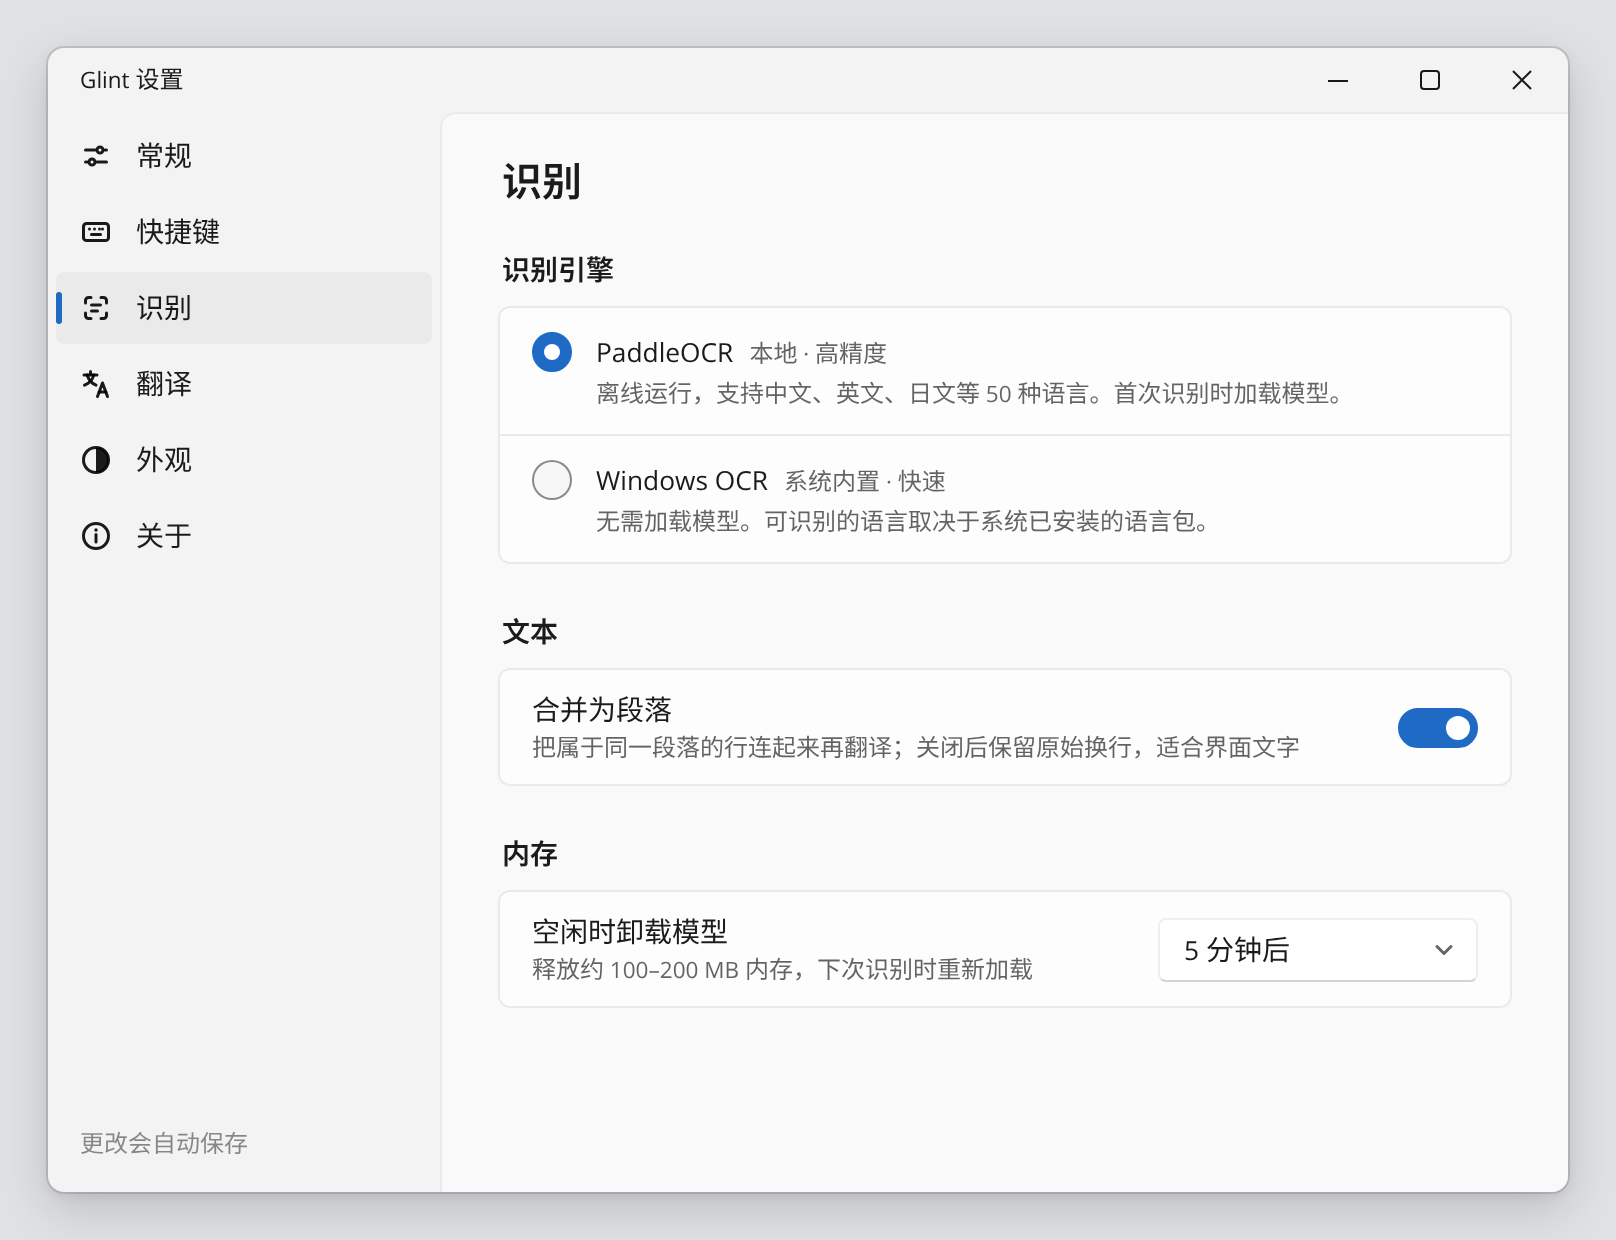 Glint 设置
常规
快捷键
识别
翻译
外观
关于
更改会自动保存
识别
识别引擎
PaddleOCR 本地 · 高精度
离线运行，支持中文、英文、日文等 50 种语言。首次识别时加载模型。
Windows OCR 系统内置 · 快速
无需加载模型。可识别的语言取决于系统已安装的语言包。
文本
合并为段落
把属于同一段落的行连起来再翻译；关闭后保留原始换行，适合界面文字
内存
空闲时卸载模型
释放约 100–200 MB 内存，下次识别时重新加载
5 分钟后